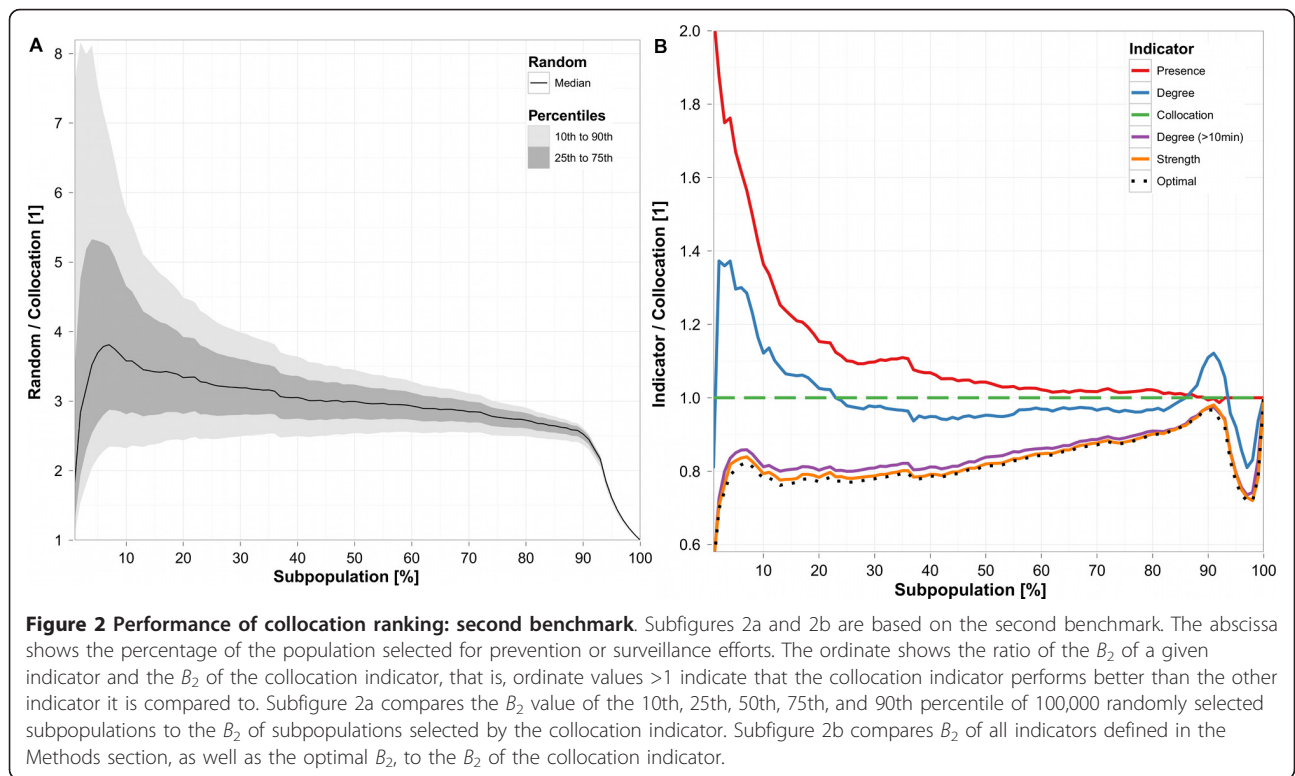 A
Random / Collocation [1]
8
7
6
5
4
3
2
1
10
20
30
40
50
60
70
80
90
100
Subpopulation [%]
Random
Median
Percentiles
10th to 90th
25th to 75th
B
Indicator / Collocation [1]
2.0
1.8
1.6
1.4
1.2
1.0
0.8
0.6
10
20
30
40
50
60
70
80
90
100
Subpopulation [%]
Indicator
Presence
Degree
Collocation
Degree (>10min)
Strength
Optimal
Figure 2 Performance of collocation ranking: second benchmark. Subfigures 2a and 2b are based on the second benchmark. The abscissa
shows the percentage of the population selected for prevention or surveillance efforts. The ordinate shows the ratio of the B2 of a given
indicator and the B2 of the collocation indicator, that is, ordinate values >1 indicate that the collocation indicator performs better than the other
indicator it is compared to. Subfigure 2a compares the B2 value of the 10th, 25th, 50th, 75th, and 90th percentile of 100,000 randomly selected
subpopulations to the B2 of subpopulations selected by the collocation indicator. Subfigure 2b compares B2 of all indicators defined in the
Methods section, as well as the optimal B2, to the B2 of the collocation indicator.